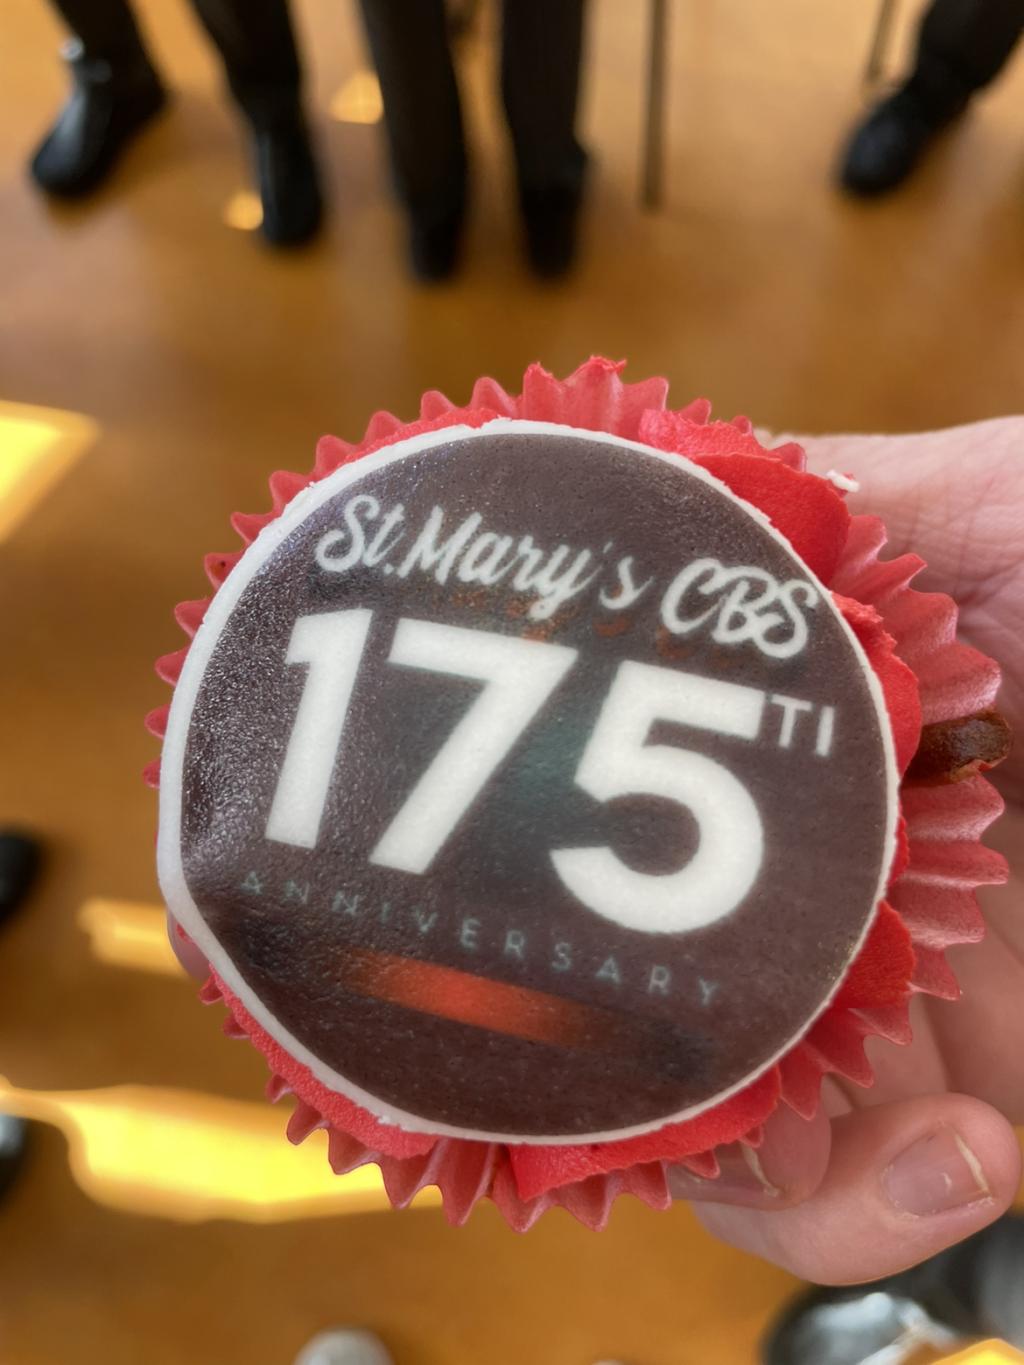 St. Mary's CBS
175TI
ANNIVERSARY